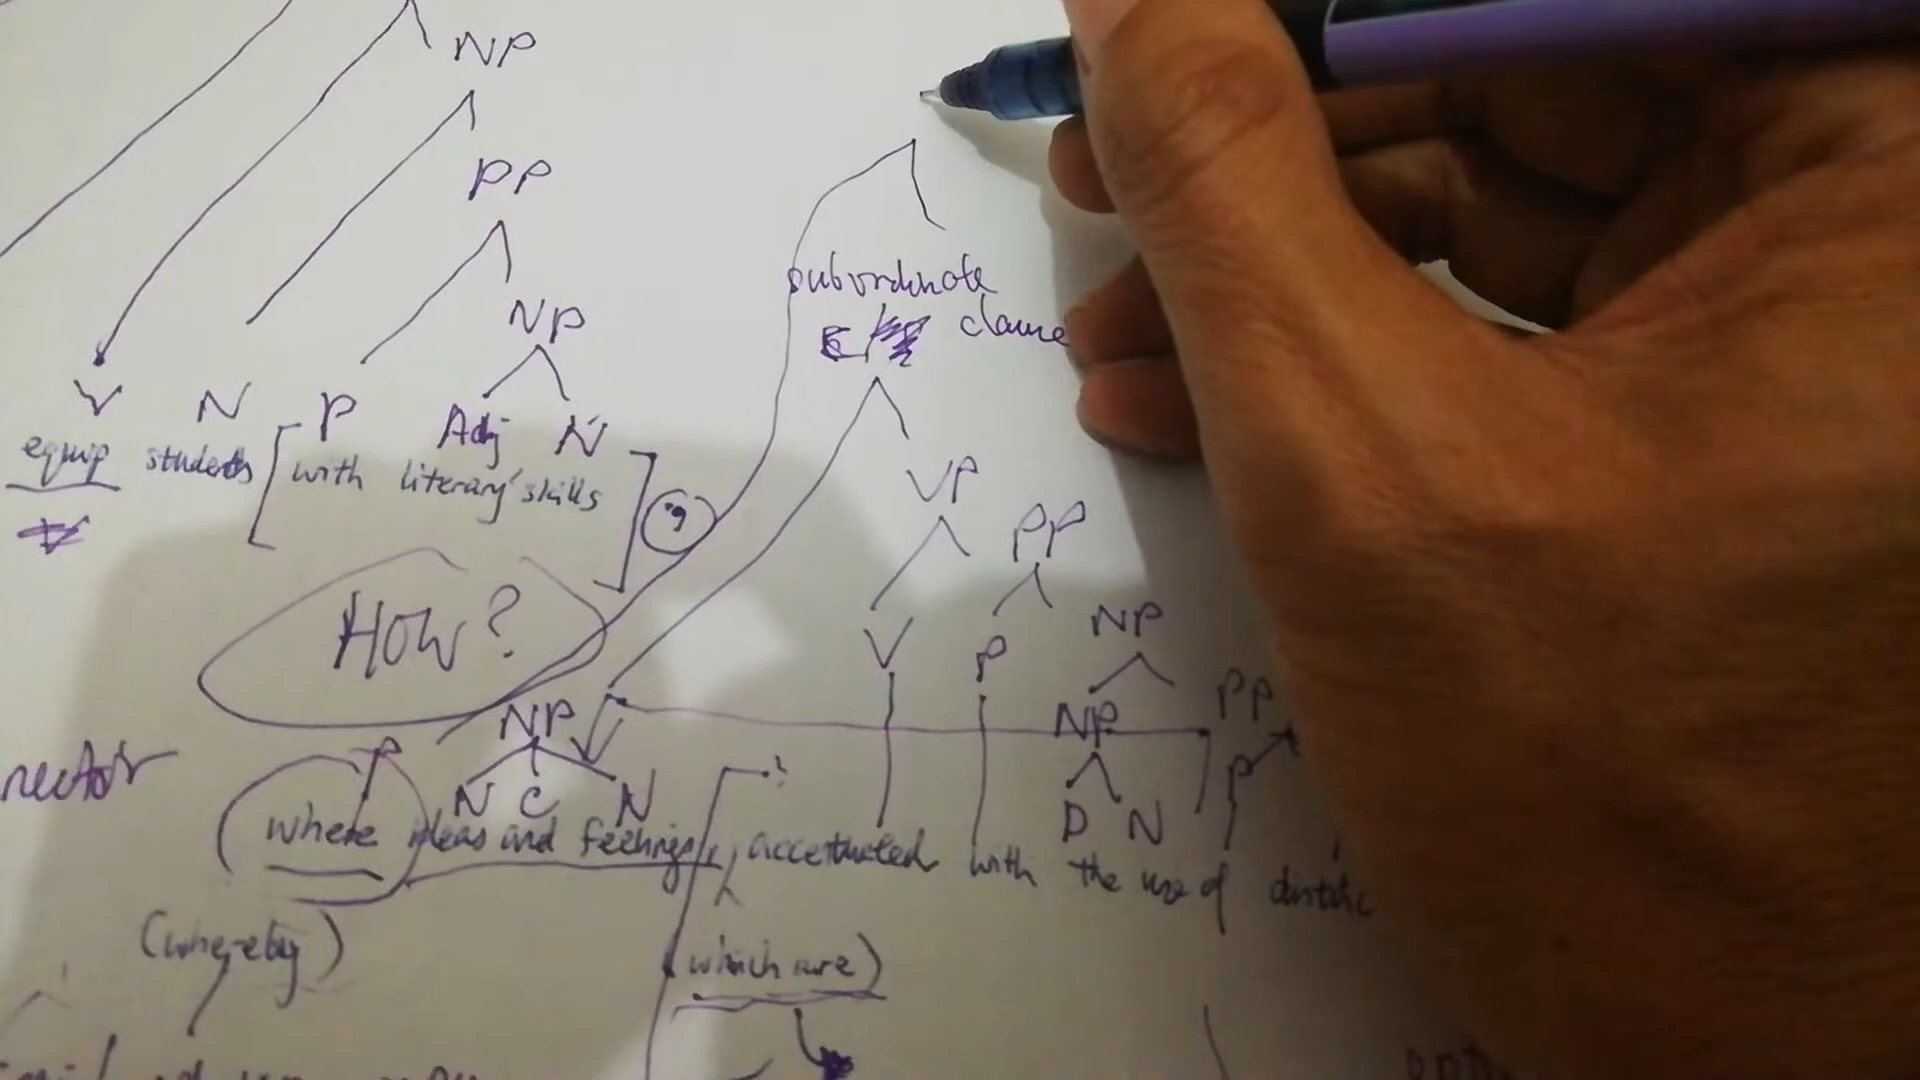 NP
PP
NP
subordinate
clause
V N P Adj N
equip students with literary skills
VP
PP
HOW?
V P NP
NP NP PP
P N C N D N P
where ideas and feelings, accentuated with the use of
(whereby)
(which are)